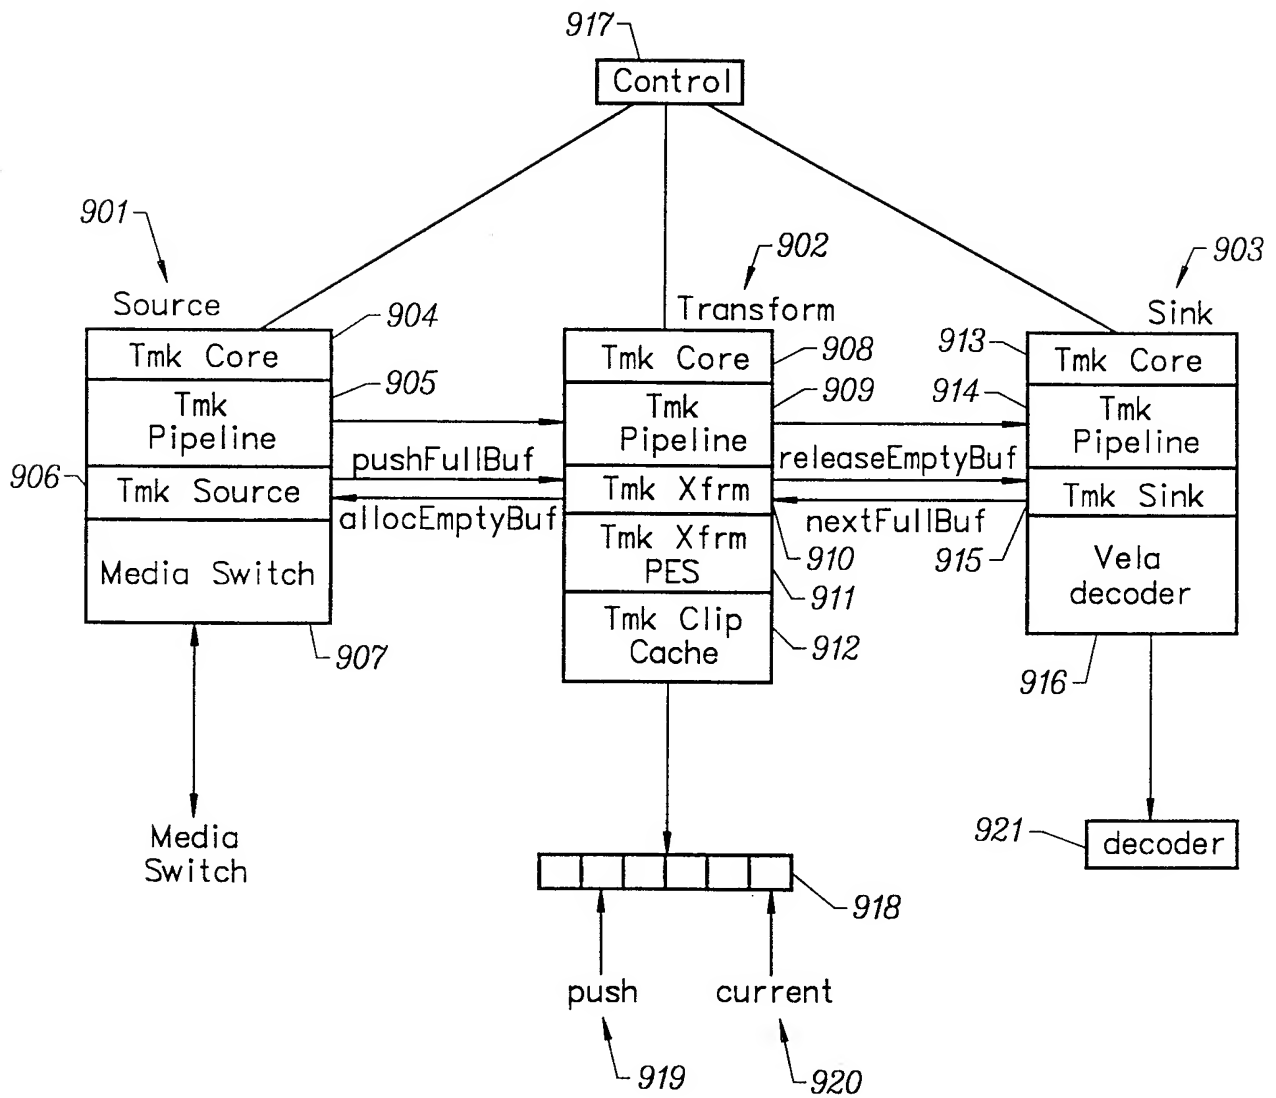 917
Control
901
902
903
Source
Transform
Sink
904
908
913
Tmk Core
Tmk Core
Tmk Core
905
909
914
Tmk
Pipeline
Tmk
Pipeline
Tmk
Pipeline
906
pushFullBuf
releaseEmptyBuf
Tmk Source
Tmk Xfrm
Tmk Sink
allocEmptyBuf
nextFullBuf
910
915
Media Switch
Tmk Xfrm
PES
911
Vela
decoder
Tmk Clip
Cache
912
907
916
Media
Switch
921
decoder
918
push
current
919
920